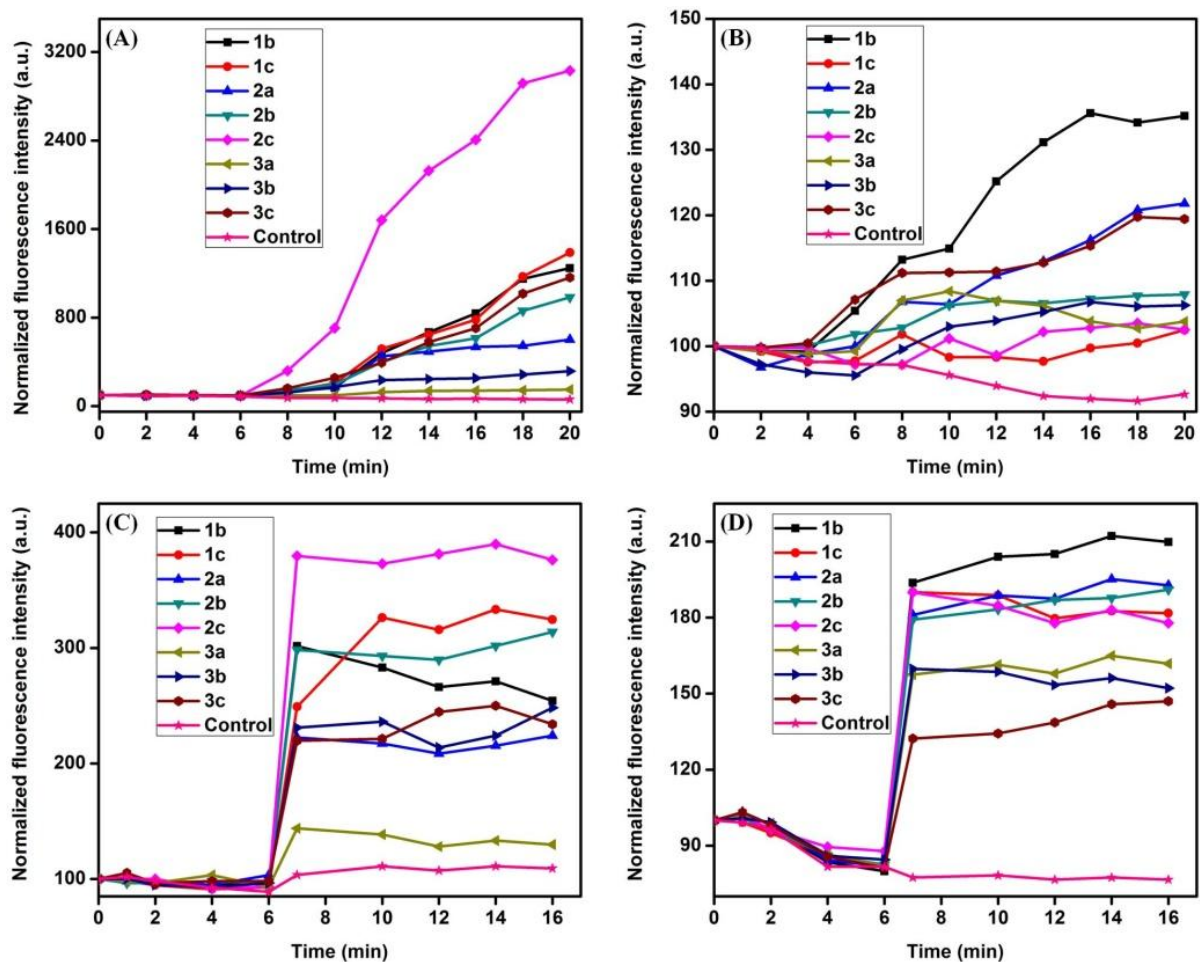 (A)
Normalized fluorescence intensity (a.u.)
3200
2400
1600
800
0
1b
1c
2a
2b
2c
3a
3b
3c
Control
0 2 4 6 8 10 12 14 16 18 20
Time (min)
(B)
Normalized fluorescence intensity (a.u.)
150
140
130
120
110
100
90
1b
1c
2a
2b
2c
3a
3b
3c
Control
0 2 4 6 8 10 12 14 16 18 20
Time (min)
(C)
Normalized fluorescence intensity (a.u.)
400
300
200
100
1b
1c
2a
2b
2c
3a
3b
3c
Control
0 2 4 6 8 10 12 14 16
Time (min)
(D)
Normalized fluorescence intensity (a.u.)
210
180
150
120
90
1b
1c
2a
2b
2c
3a
3b
3c
Control
0 2 4 6 8 10 12 14 16
Time (min)